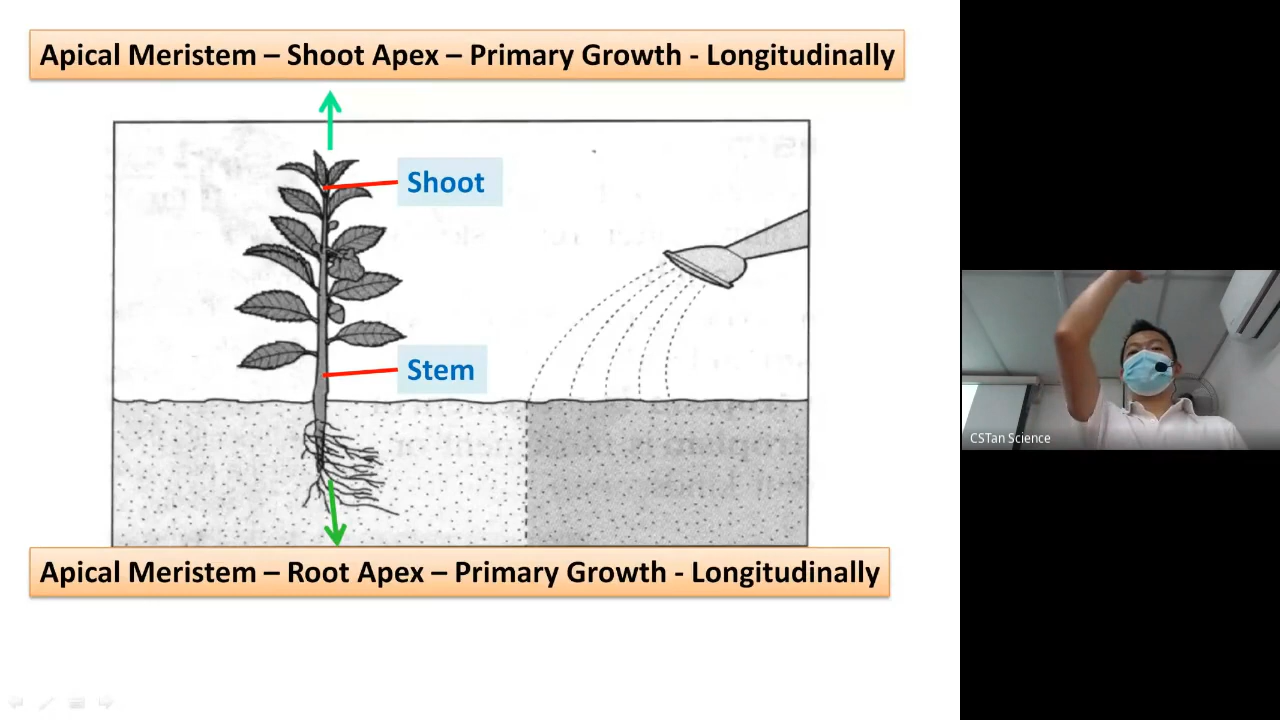 Apical Meristem – Shoot Apex – Primary Growth - Longitudinally
Shoot
Stem
CSTan Science
Apical Meristem – Root Apex – Primary Growth - Longitudinally